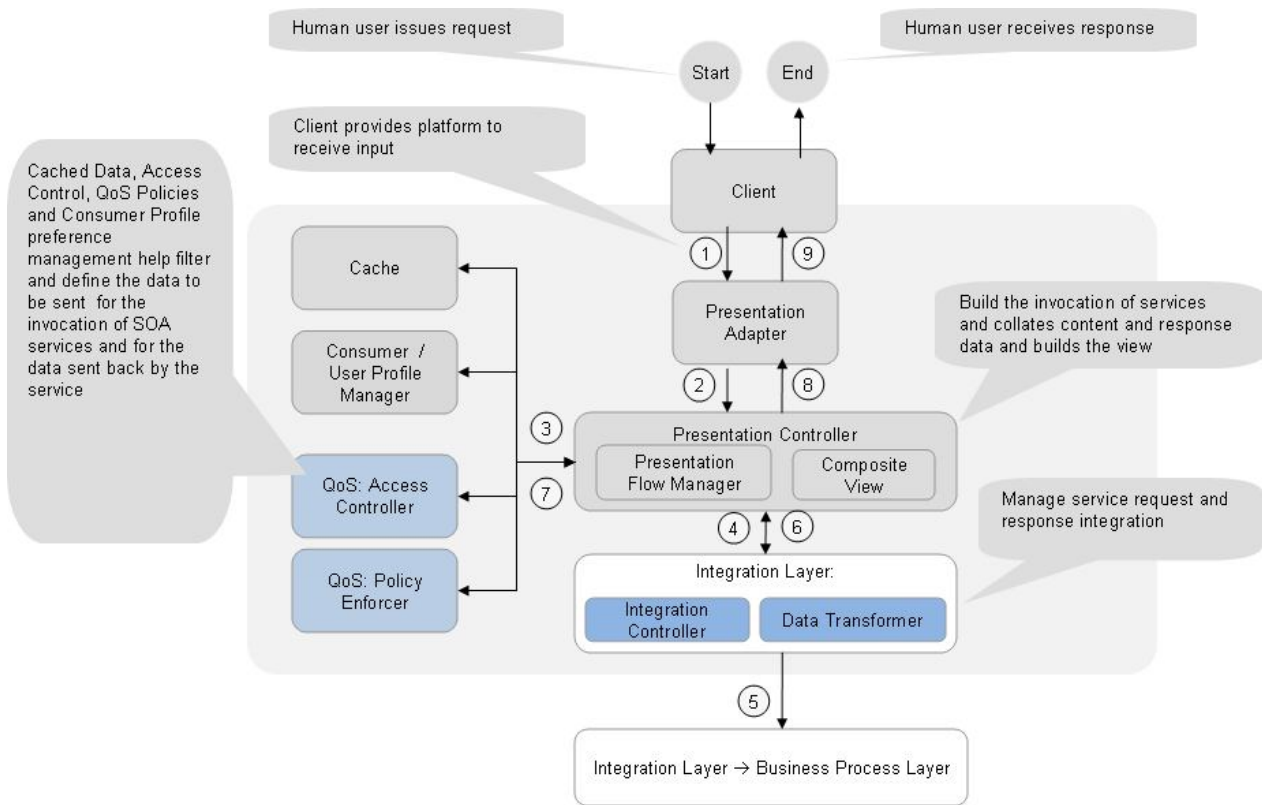 Human user issues request
Human user receives response
Start
End
Client provides platform to
receive input
Cached Data, Access
Control, QoS Policies
and Consumer Profile
preference
management help filter
and define the data to
be sent for the
invocation of SOA
services and for the
data sent back by the
service
Client
1
9
Cache
Presentation
Adapter
Build the invocation of services
and collates content and response
data and builds the view
Consumer /
User Profile
Manager
2
8
3
Presentation Controller
Presentation
Flow Manager
Composite
View
QoS: Access
Controller
7
Manage service request and
response integration
4
6
QoS: Policy
Enforcer
Integration Layer:
Integration
Controller
Data Transformer
5
Integration Layer → Business Process Layer